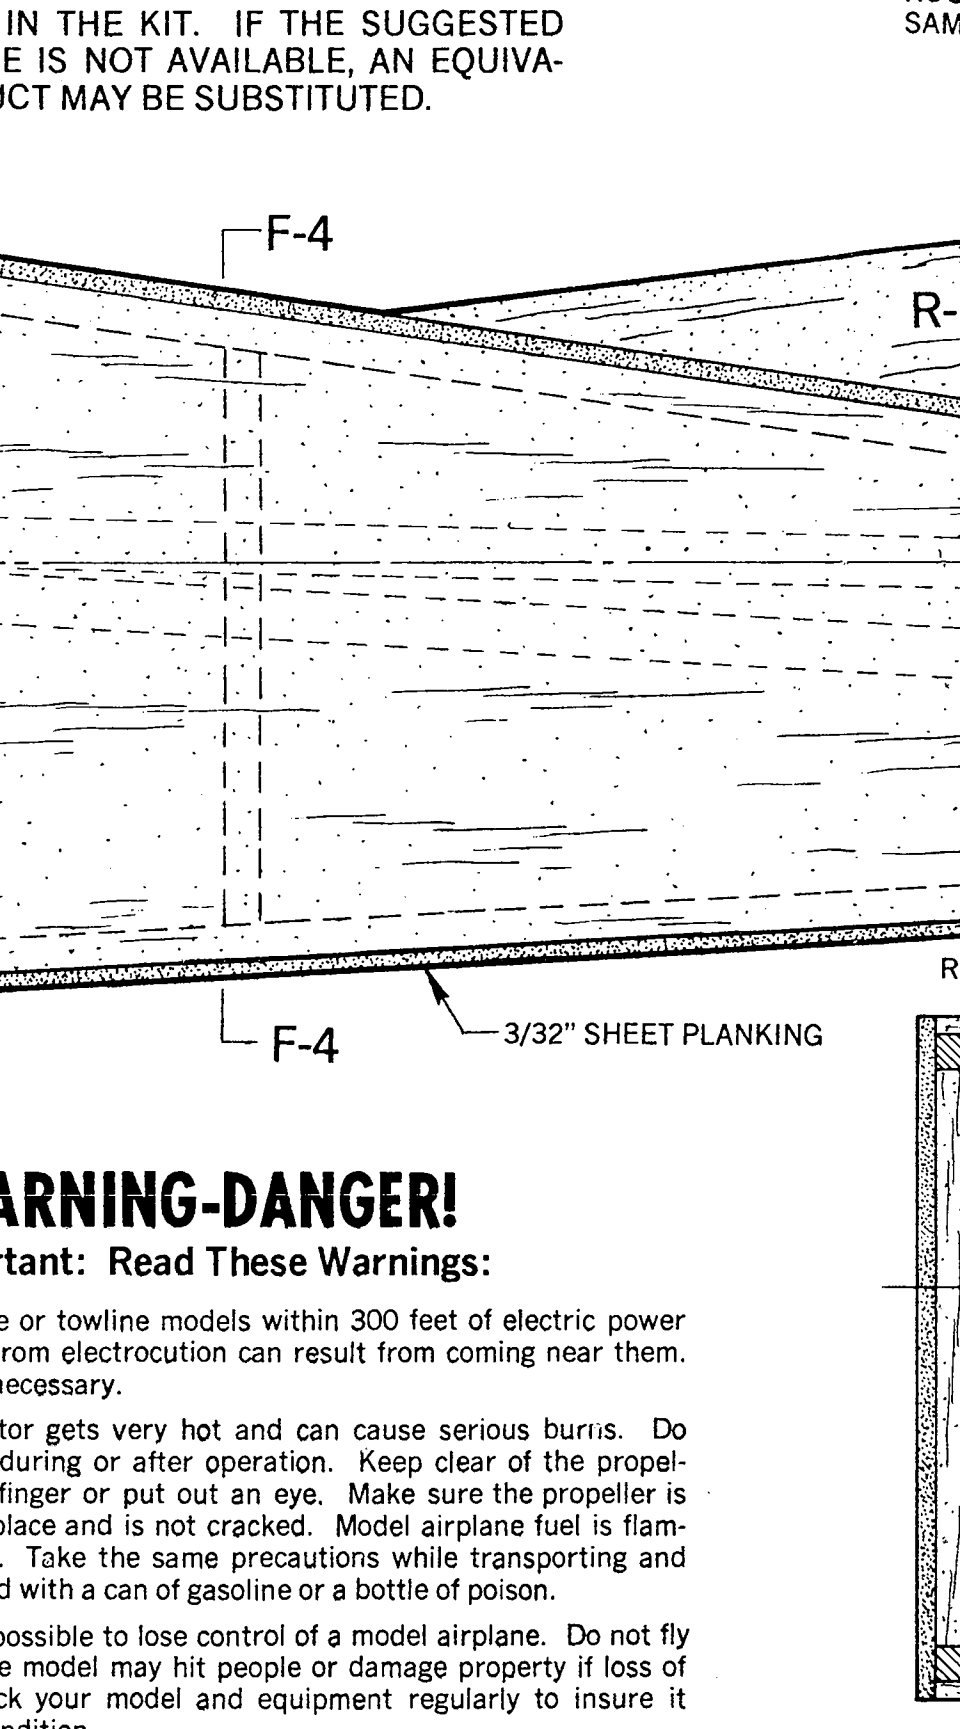 IN THE KIT. IF THE SUGGESTED
E IS NOT AVAILABLE, AN EQUIVA-
UCT MAY BE SUBSTITUTED.
SAM
F-4
R-
F-4
3/32" SHEET PLANKING
R
ARNING-DANGER!
rtant: Read These Warnings:
e or towline models within 300 feet of electric power
rom electrocution can result from coming near them.
necessary.
tor gets very hot and can cause serious burns. Do
during or after operation. Keep clear of the propel-
finger or put out an eye. Make sure the propeller is
place and is not cracked. Model airplane fuel is flam-
. Take the same precautions while transporting and
d with a can of gasoline or a bottle of poison.
possible to lose control of a model airplane. Do not fly
e model may hit people or damage property if loss of
ck your model and equipment regularly to insure it
ndition.